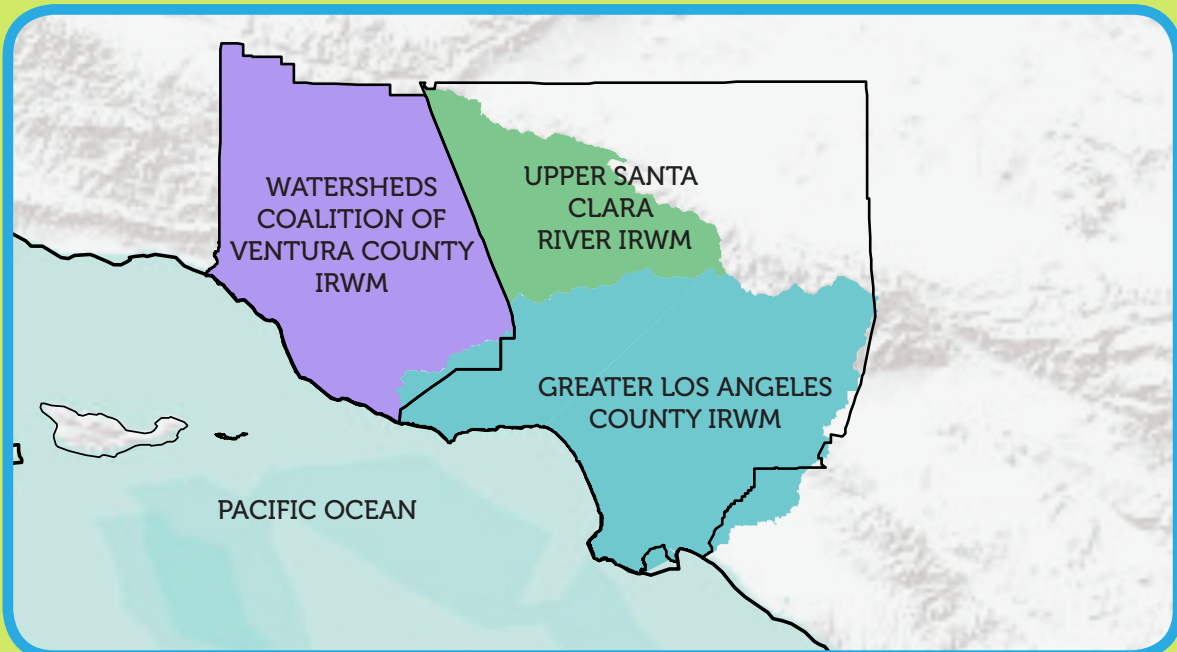 WATERSHEDS
COALITION OF
VENTURA COUNTY
IRWM
UPPER SANTA
CLARA
RIVER IRWM
GREATER LOS ANGELES
COUNTY IRWM
PACIFIC OCEAN